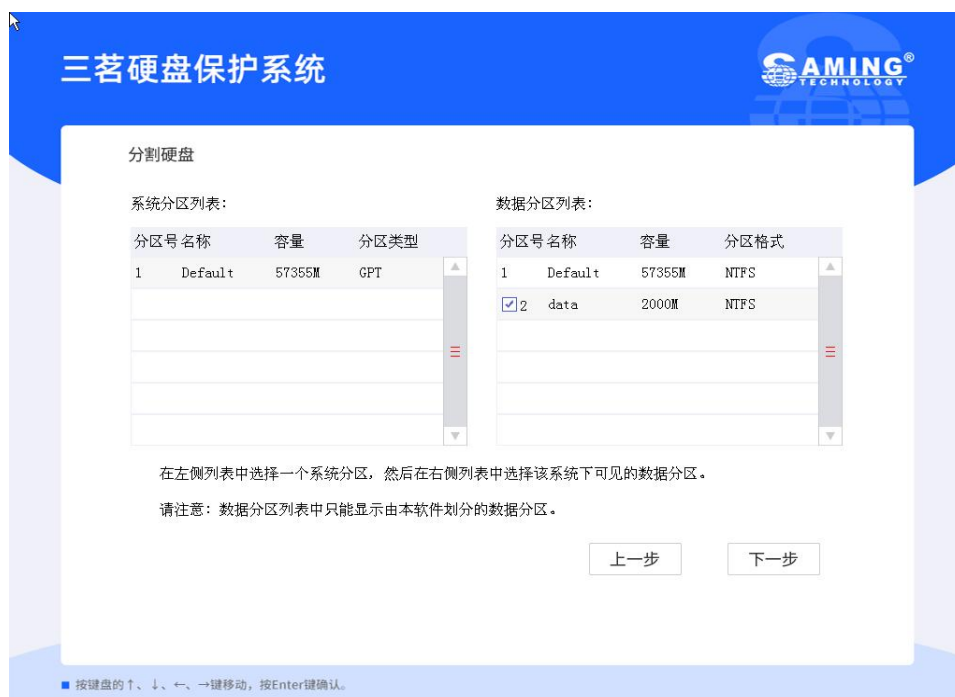 三茗硬盘保护系统
SAMING®
TECHNOLOGY
分割硬盘
系统分区列表:
数据分区列表:
分区号 名称 容量 分区类型
1 Default 57355M GPT
分区号 名称 容量 分区格式
1 Default 57355M NTFS
2 data 2000M NTFS
在左侧列表中选择一个系统分区，然后在右侧列表中选择该系统下可见的数据分区。
请注意: 数据分区列表中只能显示由本软件划分的数据分区。
上一步 下一步
按键盘的↑、↓、←、→键移动，按Enter键确认。